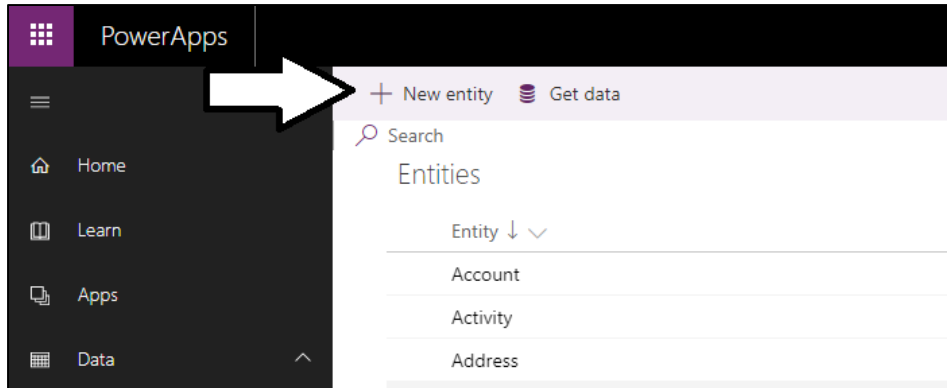 PowerApps
New entity Get data
Search
Entities
Home
Entity
Learn
Account
Apps
Activity
Data
Address